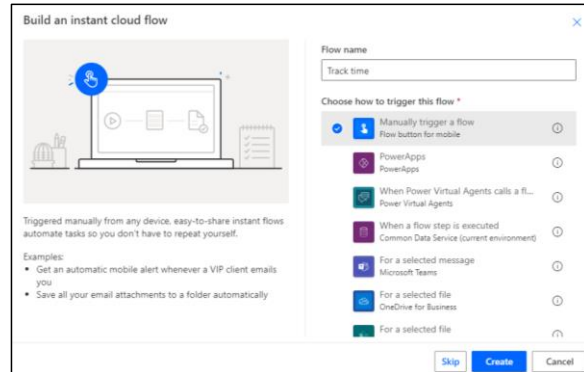 Build an instant cloud flow
Triggered manually from any device, easy-to-share instant flows
automate tasks so you don't have to repeat yourself.
Examples:
• Get an automatic mobile alert whenever a VIP client emails
you
• Save all your email attachments to a folder automatically
Flow name
Track time
Choose how to trigger this flow *
Manually trigger a flow
Flow button for mobile
PowerApps
PowerApps
When Power Virtual Agents calls a fl...
Power Virtual Agents
When a flow step is executed
Common Data Service (current environment)
For a selected message
Microsoft Teams
For a selected file
OneDrive for Business
For a selected file
Skip
Create
Cancel